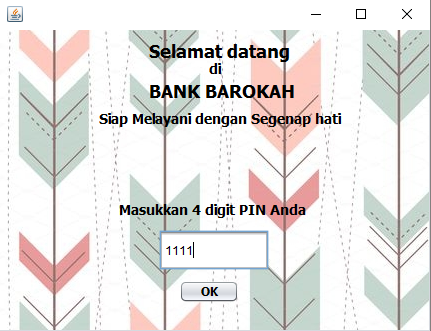 Selamat datang
di
BANK BAROKAH
Siap Melayani dengan Segenap hati
Masukkan 4 digit PIN Anda
1111
OK